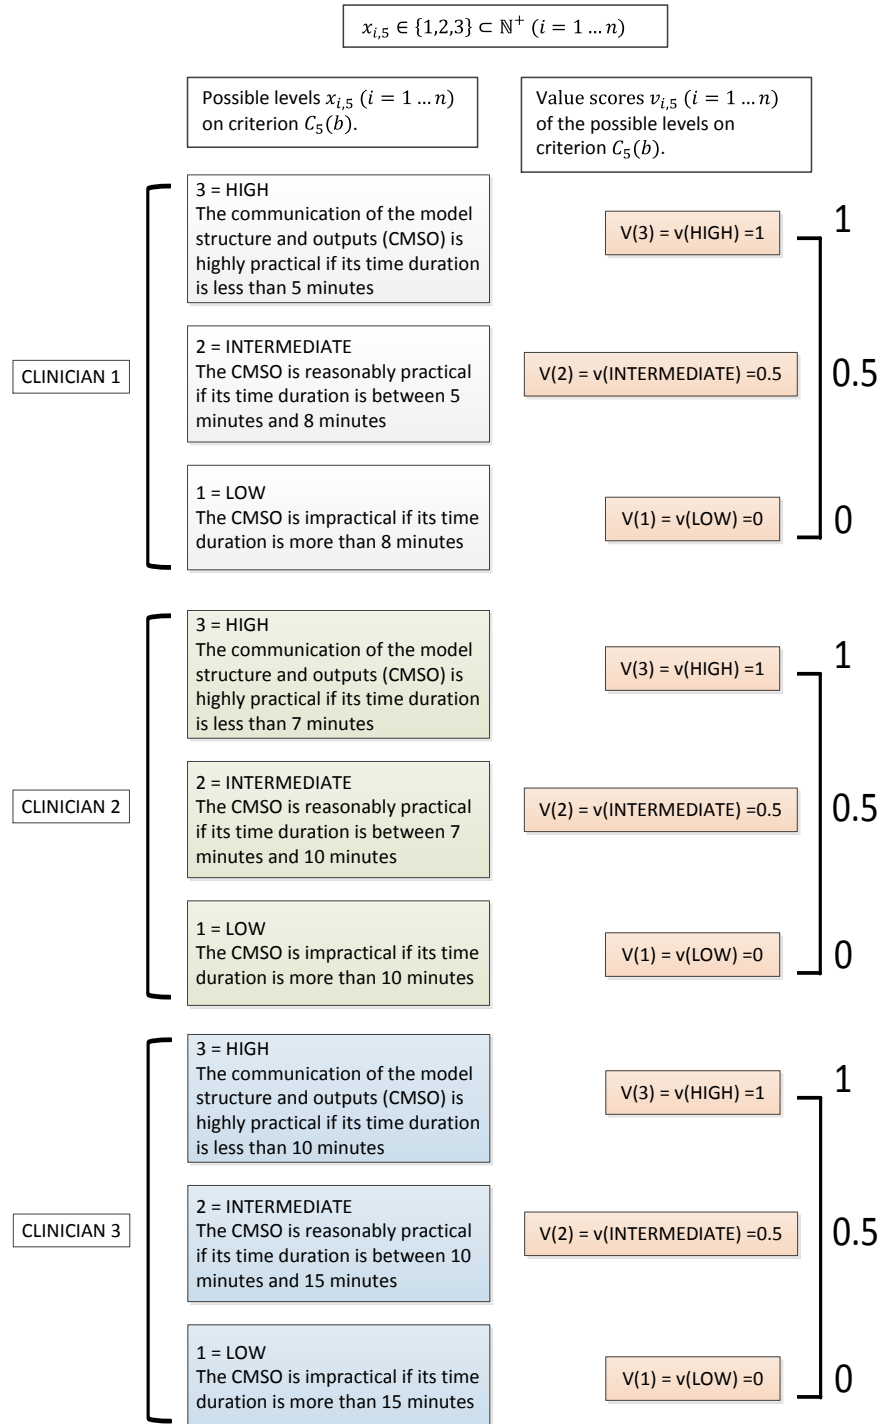 x_{i,5} ∈ {1,2,3} ⊂ ℕ⁺ (i = 1 … n)
Possible levels x_{i,5} (i = 1 … n)
on criterion C_5(b).
Value scores v_{i,5} (i = 1 … n)
of the possible levels on
criterion C_5(b).
CLINICIAN 1
3 = HIGH
The communication of the model
structure and outputs (CMSO) is
highly practical if its time duration
is less than 5 minutes
V(3) = v(HIGH) =1
1
2 = INTERMEDIATE
The CMSO is reasonably practical
if its time duration is between 5
minutes and 8 minutes
V(2) = v(INTERMEDIATE) =0.5
0.5
1 = LOW
The CMSO is impractical if its time
duration is more than 8 minutes
V(1) = v(LOW) =0
0
CLINICIAN 2
3 = HIGH
The communication of the model
structure and outputs (CMSO) is
highly practical if its time duration
is less than 7 minutes
V(3) = v(HIGH) =1
1
2 = INTERMEDIATE
The CMSO is reasonably practical
if its time duration is between 7
minutes and 10 minutes
V(2) = v(INTERMEDIATE) =0.5
0.5
1 = LOW
The CMSO is impractical if its time
duration is more than 10 minutes
V(1) = v(LOW) =0
0
CLINICIAN 3
3 = HIGH
The communication of the model
structure and outputs (CMSO) is
highly practical if its time duration
is less than 10 minutes
V(3) = v(HIGH) =1
1
2 = INTERMEDIATE
The CMSO is reasonably practical
if its time duration is between 10
minutes and 15 minutes
V(2) = v(INTERMEDIATE) =0.5
0.5
1 = LOW
The CMSO is impractical if its time
duration is more than 15 minutes
V(1) = v(LOW) =0
0